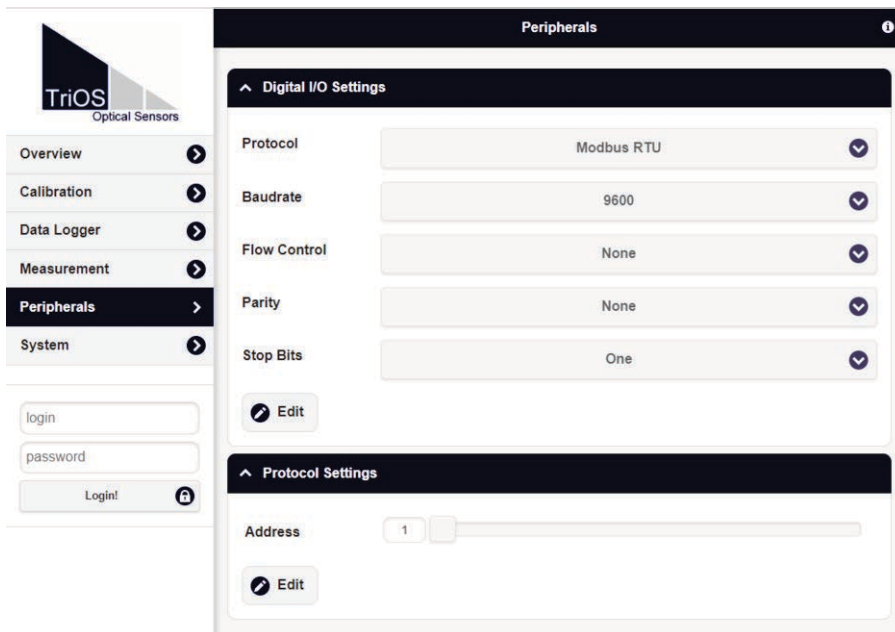 TriOS
Optical Sensors
Overview
Calibration
Data Logger
Measurement
Peripherals
System
login
password
Login!
Peripherals
Digital I/O Settings
Protocol Modbus RTU
Baudrate 9600
Flow Control None
Parity None
Stop Bits One
Edit
Protocol Settings
Address 1
Edit